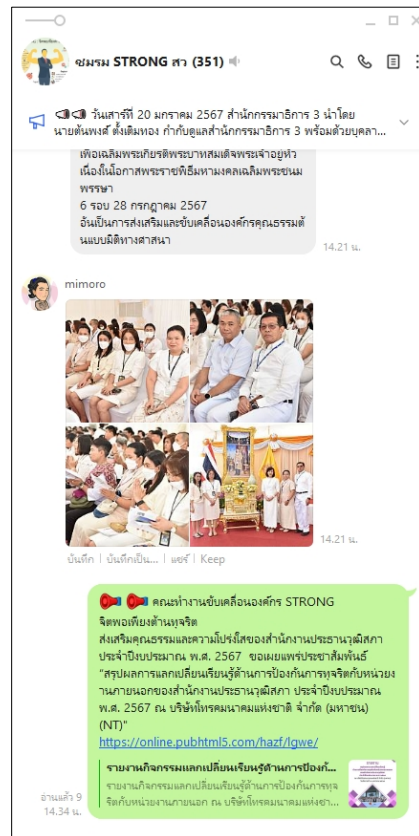 ชมรม STRONG สว (351)
วันเสาร์ที่ 20 มกราคม 2567 สำนักกรรมาธิการ 3 นำโดย
นายต้นพงศ์ ตั้งเติมทอง กำกับดูแลสำนักกรรมาธิการ 3 พร้อมด้วยบุคลา...
เพื่อเฉลิมพระเกียรติพระบาทสมเด็จพระเจ้าอยู่หัว
เนื่องในโอกาสพระราชพิธีมหามงคลเฉลิมพระชนม
พรรษา
6 รอบ 28 กรกฎาคม 2567
อันเป็นการส่งเสริมและขับเคลื่อนองค์กรคุณธรรมต้
นแบบมิติทางศาสนา
14.21 น.
mimoro
14.21 น.
บันทึก | บันทึกเป็น... | แชร์ | Keep
คณะทำงานขับเคลื่อนองค์กร STRONG
จิตพอเพียงต้านทุจริต
ส่งเสริมคุณธรรมและความโปร่งใสของสำนักงานประธานวุฒิสภา
ประจำปีงบประมาณ พ.ศ. 2567 ขอเผยแพร่ประชาสัมพันธ์
"สรุปผลการแลกเปลี่ยนเรียนรู้ด้านการป้องกันการทุจริตกับหน่วยง
านภายนอกของสำนักงานประธานวุฒิสภา ประจำปีงบประมาณ
พ.ศ. 2567 ณ บริษัทโทรคมนาคมแห่งชาติ จำกัด (มหาชน)
(NT)"
https://online.pubhtml5.com/hazf/lgwe/
รายงานกิจกรรมแลกเปลี่ยนเรียนรู้ด้านการป้องกั...
รายงานกิจกรรมแลกเปลี่ยนเรียนรู้ด้านการป้องกันการทุจ
ริตกับหน่วยงานภายนอก ณ บริษัทโทรคมนาคมแห่งชา...
อ่านแล้ว 9
14.34 น.